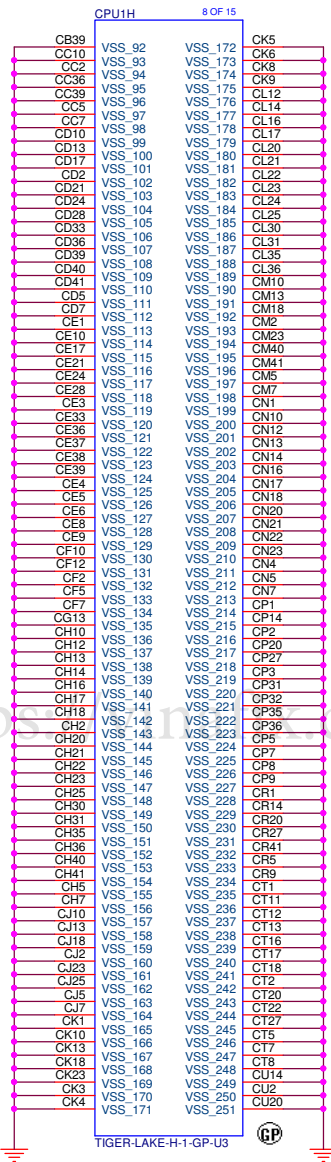 CPU1H 8 OF 15
CB39 VSS_92 VSS_172 CK5
CC10 VSS_93 VSS_173 CK6
CC2 VSS_94 VSS_174 CK8
CC36 VSS_95 VSS_175 CK9
CC39 VSS_96 VSS_176 CL12
CC5 VSS_97 VSS_177 CL14
CC7 VSS_98 VSS_178 CL16
CD10 VSS_99 VSS_179 CL17
CD13 VSS_100 VSS_180 CL20
CD17 VSS_101 VSS_181 CL21
CD2 VSS_102 VSS_182 CL22
CD21 VSS_103 VSS_183 CL23
CD24 VSS_104 VSS_184 CL24
CD28 VSS_105 VSS_185 CL25
CD33 VSS_106 VSS_186 CL30
CD36 VSS_107 VSS_187 CL31
CD39 VSS_108 VSS_188 CL35
CD40 VSS_109 VSS_189 CL36
CD41 VSS_110 VSS_190 CM10
CD5 VSS_111 VSS_191 CM13
CD7 VSS_112 VSS_192 CM18
CE1 VSS_113 VSS_193 CM2
CE10 VSS_114 VSS_194 CM23
CE17 VSS_115 VSS_195 CM40
CE21 VSS_116 VSS_196 CM41
CE24 VSS_117 VSS_197 CM5
CE28 VSS_118 VSS_198 CM7
CE3 VSS_119 VSS_199 CN1
CE33 VSS_120 VSS_200 CN10
CE36 VSS_121 VSS_201 CN12
CE37 VSS_122 VSS_202 CN13
CE38 VSS_123 VSS_203 CN14
CE39 VSS_124 VSS_204 CN16
CE4 VSS_125 VSS_205 CN17
CE5 VSS_126 VSS_206 CN18
CE6 VSS_127 VSS_207 CN20
CE8 VSS_128 VSS_208 CN21
CE9 VSS_129 VSS_209 CN22
CF10 VSS_130 VSS_210 CN23
CF12 VSS_131 VSS_211 CN4
CF2 VSS_132 VSS_212 CN5
CF5 VSS_133 VSS_213 CN7
CF7 VSS_134 VSS_214 CP1
CG13 VSS_135 VSS_215 CP14
CH10 VSS_136 VSS_216 CP2
CH12 VSS_137 VSS_217 CP20
CH13 VSS_138 VSS_218 CP27
CH14 VSS_139 VSS_219 CP3
CH16 VSS_140 VSS_220 CP31
CH17 VSS_141 VSS_221 CP32
CH18 VSS_142 VSS_222 CP35
CH2 VSS_143 VSS_223 CP36
CH20 VSS_144 VSS_224 CP5
CH21 VSS_145 VSS_225 CP7
CH22 VSS_146 VSS_226 CP8
CH23 VSS_147 VSS_227 CP9
CH25 VSS_148 VSS_228 CR1
CH30 VSS_149 VSS_229 CR14
CH31 VSS_150 VSS_230 CR20
CH35 VSS_151 VSS_231 CR27
CH36 VSS_152 VSS_232 CR41
CH40 VSS_153 VSS_233 CR5
CH41 VSS_154 VSS_234 CR9
CH5 VSS_155 VSS_235 CT1
CH7 VSS_156 VSS_236 CT11
CJ10 VSS_157 VSS_237 CT12
CJ13 VSS_158 VSS_238 CT13
CJ18 VSS_159 VSS_239 CT16
CJ2 VSS_160 VSS_240 CT17
CJ23 VSS_161 VSS_241 CT18
CJ25 VSS_162 VSS_242 CT2
CJ5 VSS_163 VSS_243 CT20
CJ7 VSS_164 VSS_244 CT22
CK1 VSS_165 VSS_245 CT27
CK10 VSS_166 VSS_246 CT5
CK13 VSS_167 VSS_247 CT7
CK18 VSS_168 VSS_248 CT8
CK23 VSS_169 VSS_249 CU14
CK3 VSS_170 VSS_250 CU2
CK4 VSS_171 VSS_251 CU20
TIGER-LAKE-H-1-GP-U3 GP